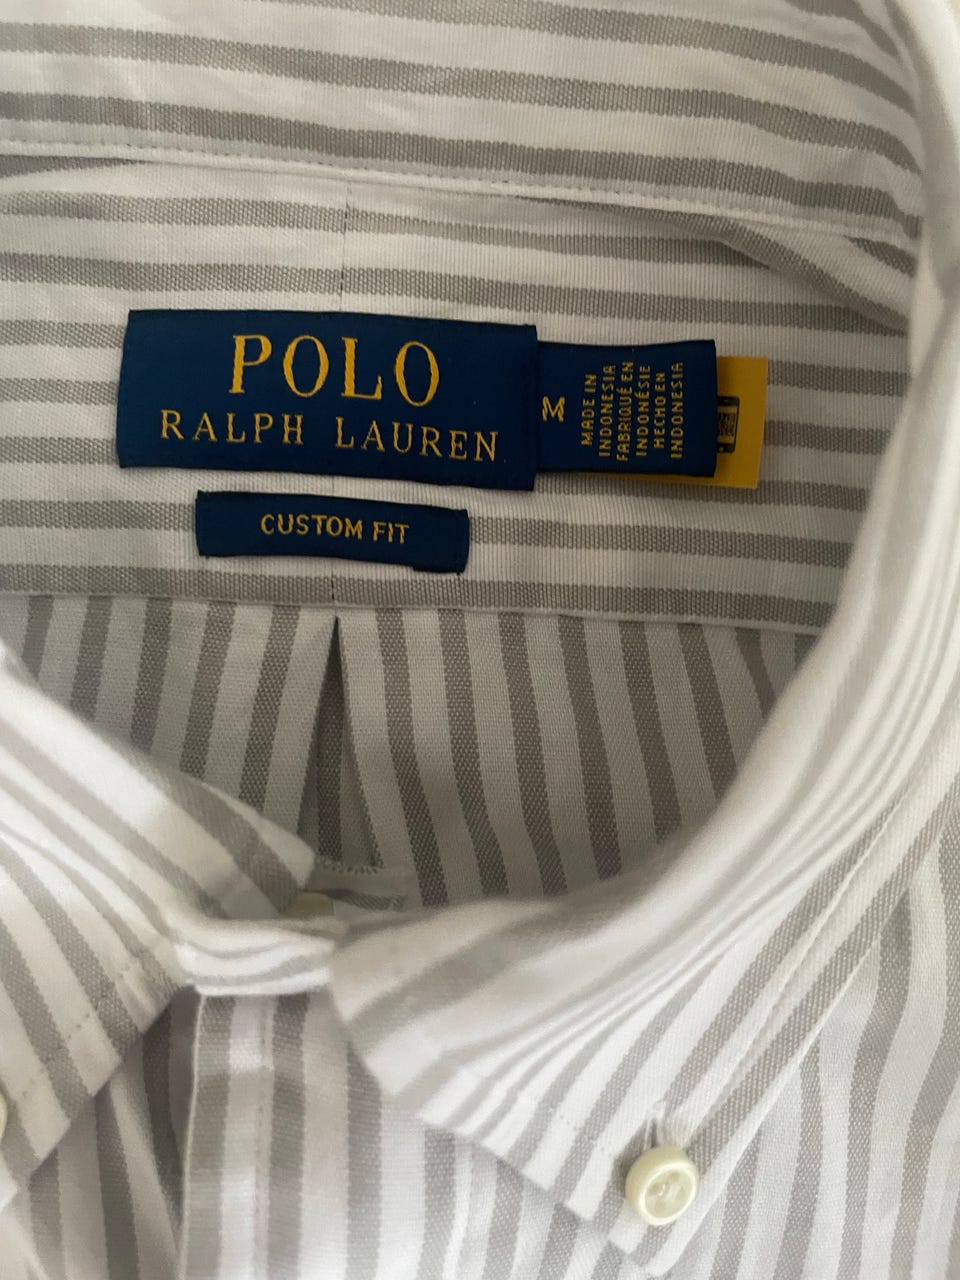 POLO
RALPH LAUREN
M
MADE IN
INDONESIA
FABRIQUÉ EN
INDONÉSIE
HECHO EN
INDONESIA
CUSTOM FIT